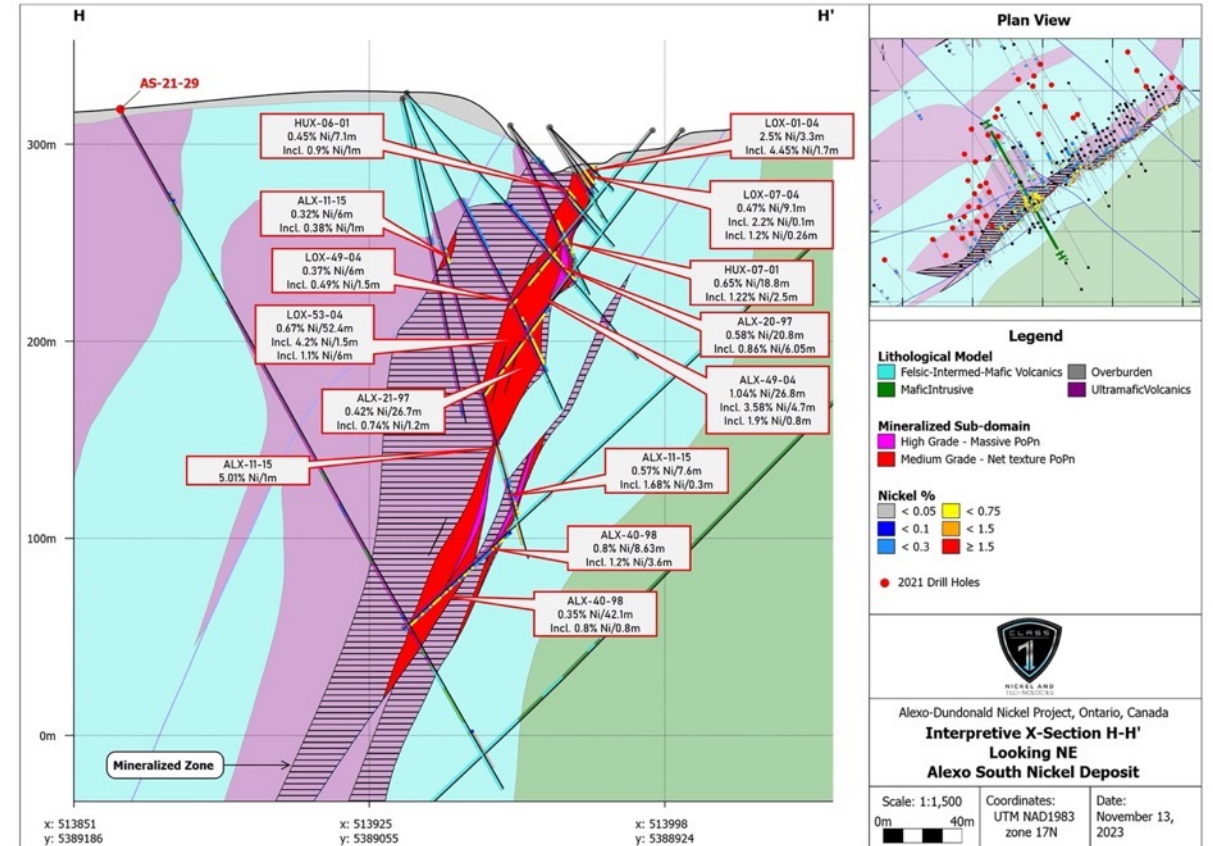 H
H'
AS-21-29
300m
200m
100m
0m
HUX-06-01
0.45% Ni/7.1m
Incl. 0.9% Ni/1m
ALX-11-15
0.32% Ni/6m
Incl. 0.38% Ni/1m
LOX-49-04
0.37% Ni/6m
Incl. 0.49% Ni/1.5m
LOX-53-04
0.67% Ni/52.4m
Incl. 4.2% Ni/1.5m
Incl. 1.1% Ni/6m
ALX-21-97
0.42% Ni/26.7m
Incl. 0.74% Ni/1.2m
ALX-11-15
5.01% Ni/1m
LOX-01-04
2.5% Ni/3.3m
Incl. 4.45% Ni/1.7m
LOX-07-04
0.47% Ni/9.1m
Incl. 2.2% Ni/0.1m
Incl. 1.2% Ni/0.26m
HUX-07-01
0.65% Ni/18.8m
Incl. 1.22% Ni/2.5m
ALX-20-97
0.58% Ni/20.8m
Incl. 0.86% Ni/6.05m
ALX-49-04
1.04% Ni/26.8m
Incl. 3.58% Ni/4.7m
Incl. 1.9% Ni/0.8m
ALX-11-15
0.57% Ni/7.6m
Incl. 1.68% Ni/0.3m
ALX-40-98
0.8% Ni/8.63m
Incl. 1.2% Ni/3.6m
ALX-40-98
0.35% Ni/42.1m
Incl. 0.8% Ni/0.8m
Mineralized Zone
x: 513851
y: 5389186
x: 513925
y: 5389055
x: 513998
y: 5388924
Plan View
H
H'
Legend
Lithological Model
Felsic-Intermed-Mafic Volcanics
Overburden
MaficIntrusive
UltramaficVolcanics
Mineralized Sub-domain
High Grade - Massive PoPn
Medium Grade - Net texture PoPn
Nickel %
< 0.05
< 0.75
< 0.1
< 1.5
< 0.3
≥ 1.5
2021 Drill Holes
CLASS
1
NICKEL AND
TECHNOLOGIES
Alexo-Dundonald Nickel Project, Ontario, Canada
Interpretive X-Section H-H'
Looking NE
Alexo South Nickel Deposit
Scale: 1:1,500
0m 40m
Coordinates:
UTM NAD1983
zone 17N
Date:
November 13,
2023